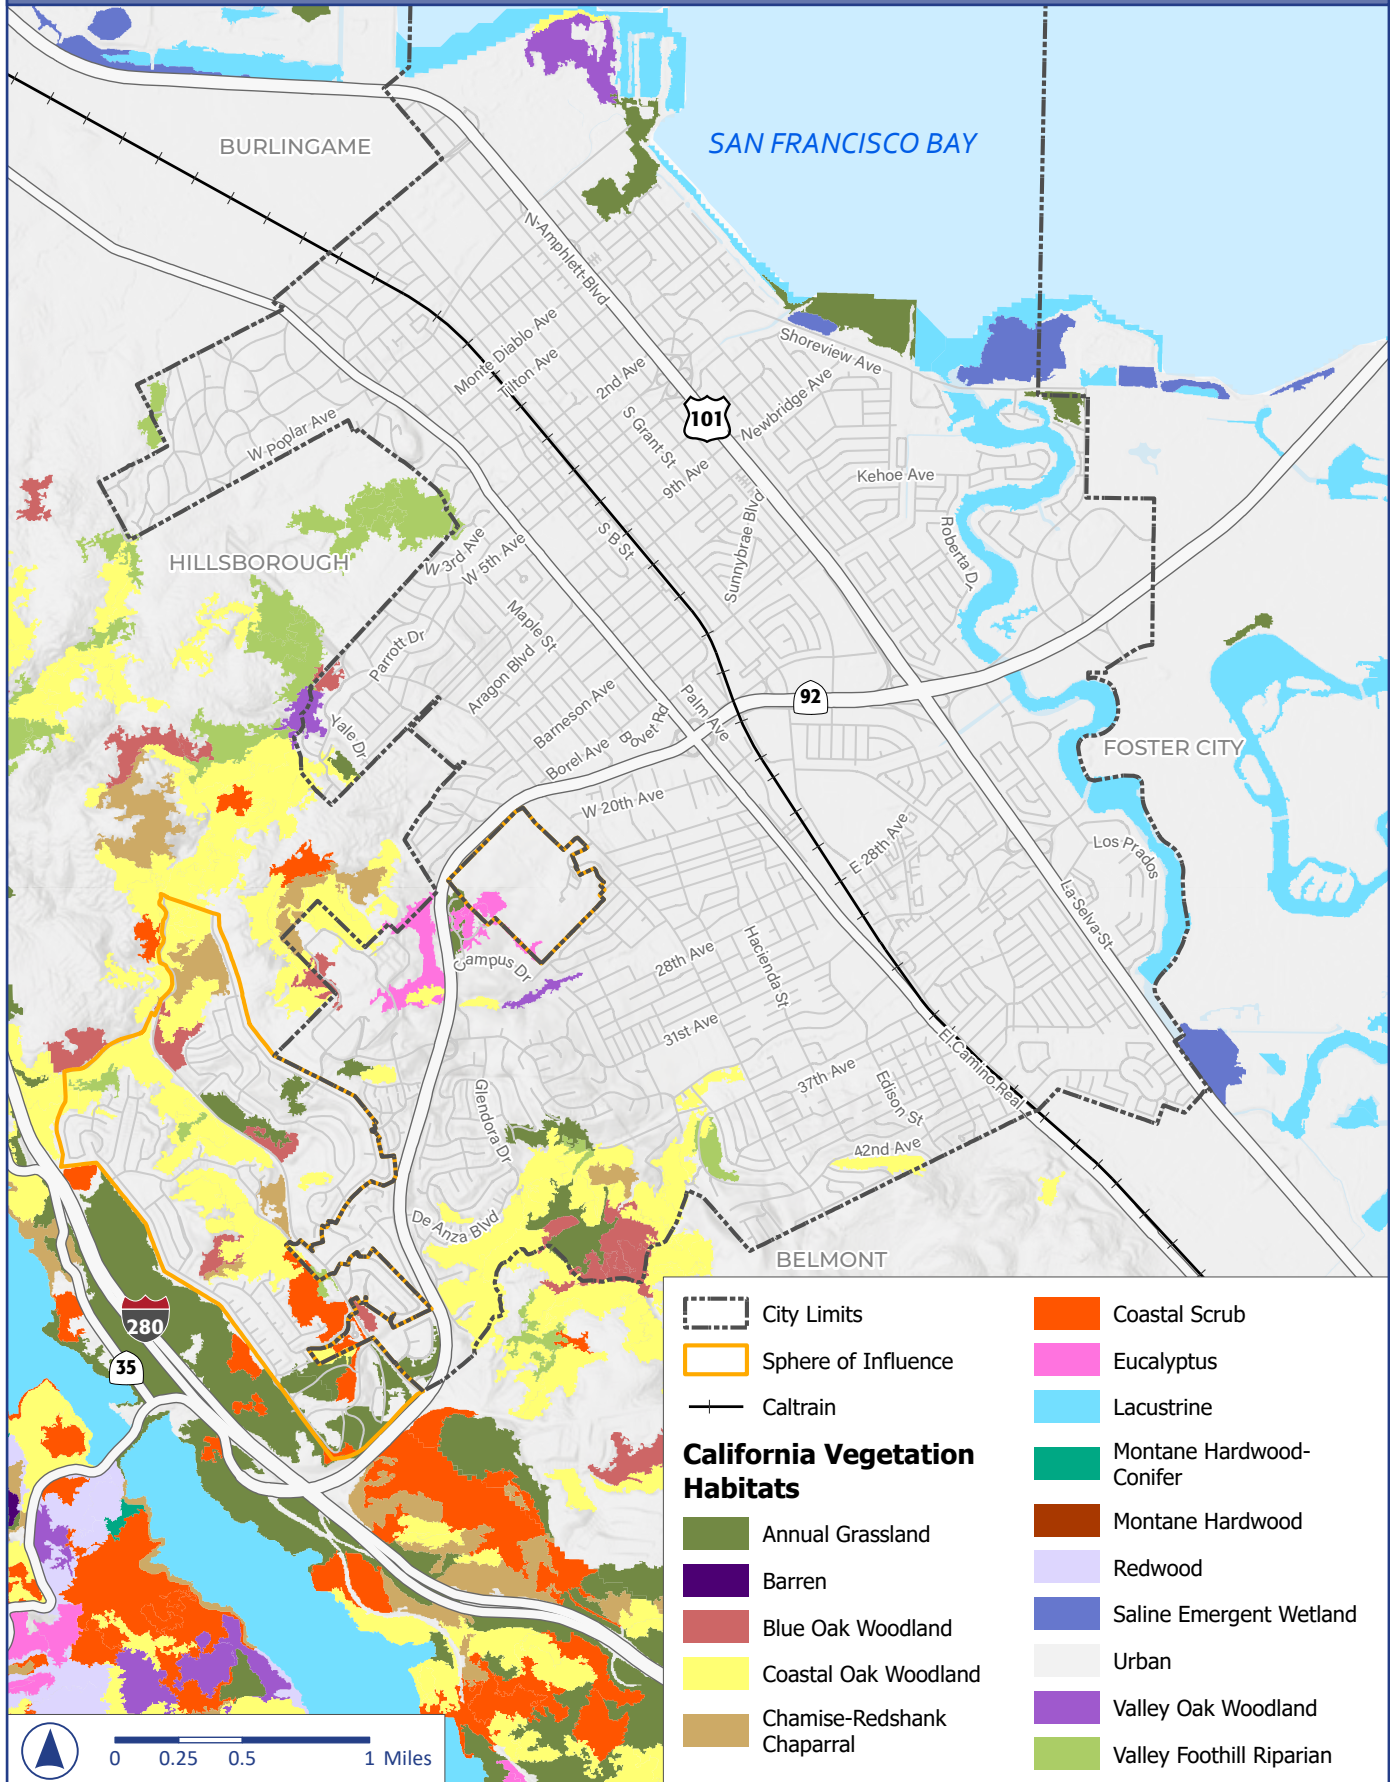 BURLINGAME
SAN FRANCISCO BAY
N-Amphlett-Blvd
Monte Diablo Ave
Tilton Ave
2nd Ave
Shoreview Ave
Newbridge Ave
S Grant St
101
W Poplar Ave
9th Ave
Kehoe Ave
Sunnybrae Blvd
S B St
Roberta Dr
W 3rd Ave
W 5th Ave
HILLSBOROUGH
Maple St
Parrott Dr
Aragon Blvd
Barneson Ave
Palm Ave
92
Yale Dr
Bovet Rd
Borel Ave
FOSTER CITY
W 20th Ave
E 28th Ave
Los Prados
La-Selva-St
Campus Dr
28th Ave
Hacienda St
31st Ave
El Camino Real
37th Ave
Edison St
Glendora Dr
42nd Ave
De Anza Blvd
BELMONT
280
35
City Limits
Sphere of Influence
Caltrain
California Vegetation
Habitats
Annual Grassland
Barren
Blue Oak Woodland
Coastal Oak Woodland
Chamise-Redshank
Chaparral
Coastal Scrub
Eucalyptus
Lacustrine
Montane Hardwood-
Conifer
Montane Hardwood
Redwood
Saline Emergent Wetland
Urban
Valley Oak Woodland
Valley Foothill Riparian
0 0.25 0.5 1 Miles